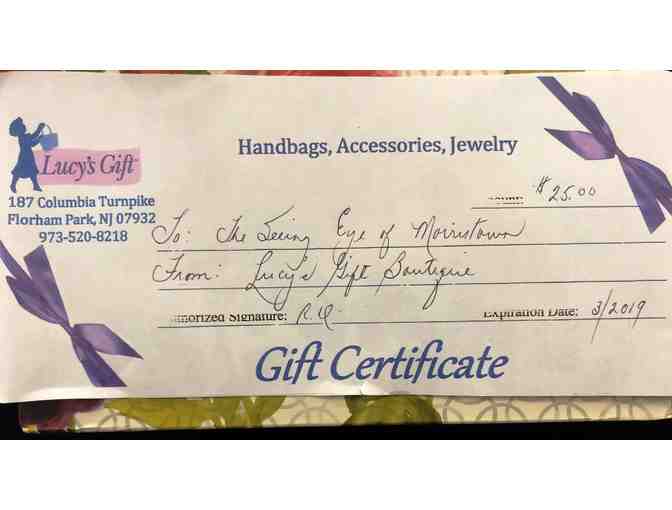 Lucy's Gift
187 Columbia Turnpike
Florham Park, NJ 07932
973-520-8218
Handbags, Accessories, Jewelry
$ 25.00
To: The Seeing Eye of Morristown
From: Lucy's Gift Boutique
Signature: R.Q
Expiration Date: 3/2019
Gift Certificate